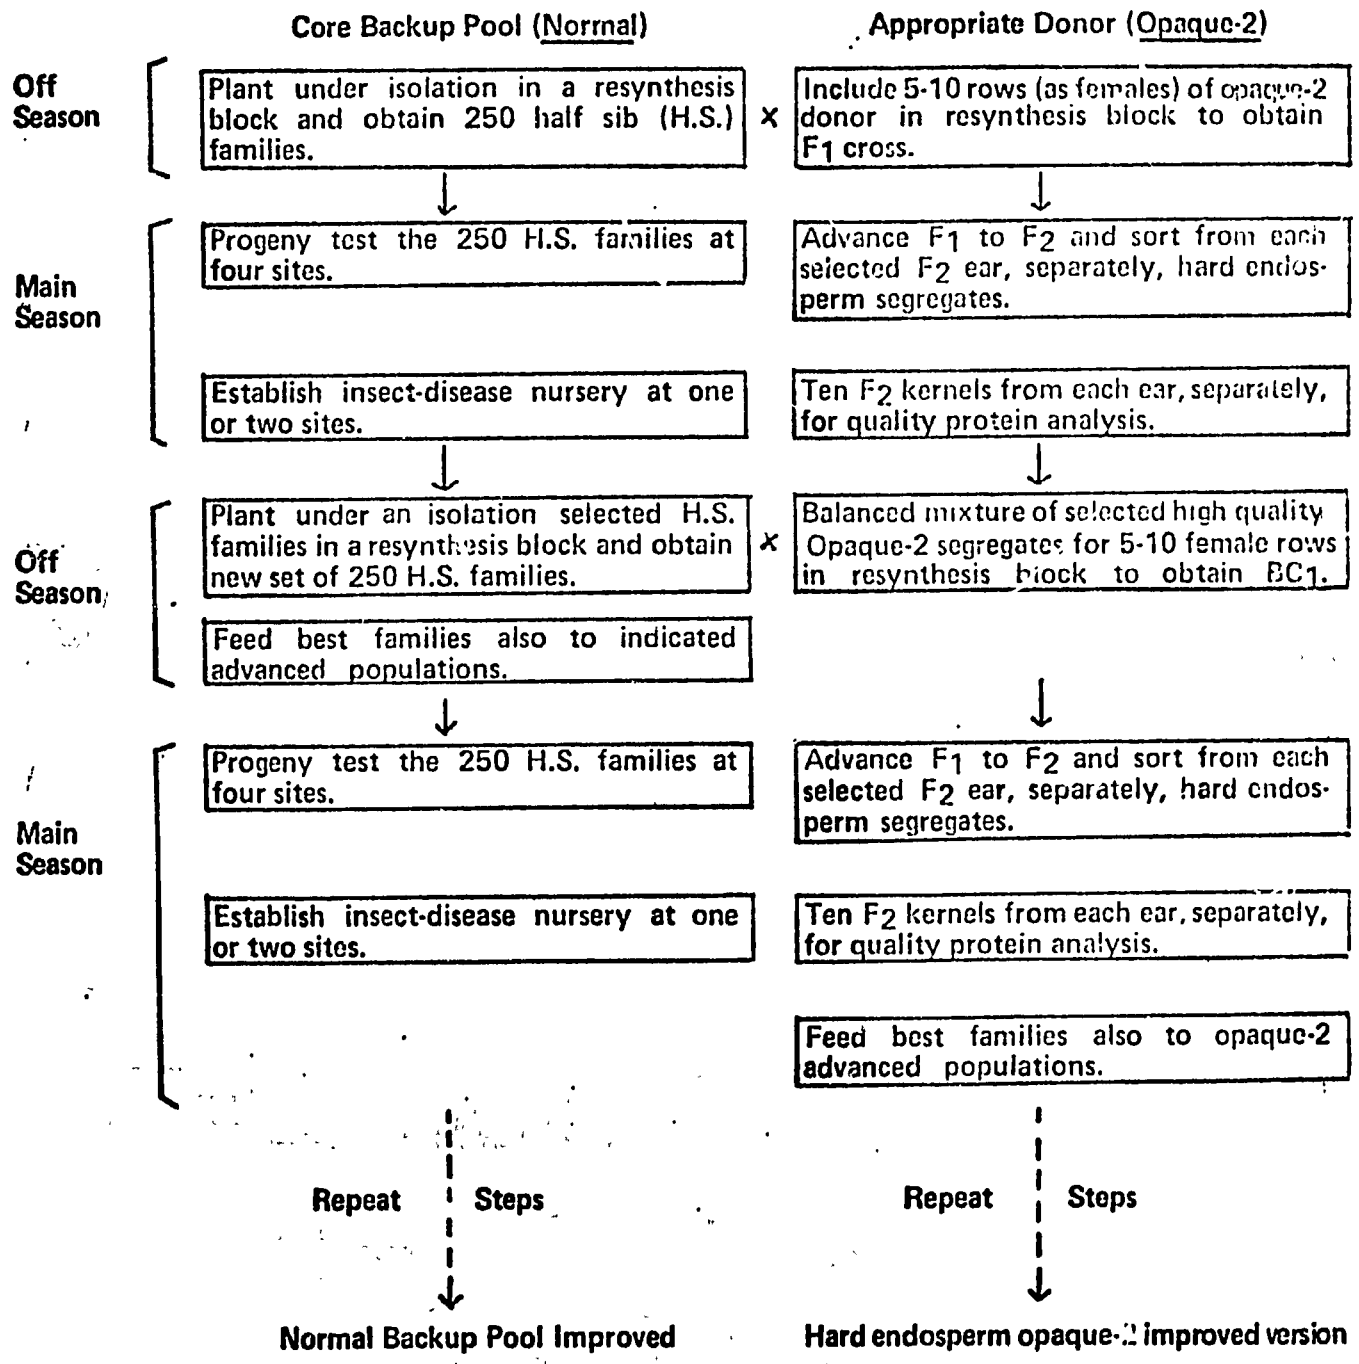 Core Backup Pool (Normal)
Appropriate Donor (Opaque-2)
Off
Season
Plant under isolation in a resynthesis
block and obtain 250 half sib (H.S.)
families.
x
Include 5-10 rows (as females) of opaque-2
donor in resynthesis block to obtain
F1 cross.
Main
Season
Progeny test the 250 H.S. families at
four sites.
Advance F1 to F2 and sort from each
selected F2 ear, separately, hard endos-
perm segregates.
Establish insect-disease nursery at one
or two sites.
Ten F2 kernels from each ear, separately,
for quality protein analysis.
Off
Season
Plant under an isolation selected H.S.
families in a resynthesis block and obtain
new set of 250 H.S. families.
x
Balanced mixture of selected high quality
Opaque-2 segregates for 5-10 female rows
in resynthesis block to obtain BC1.
Feed best families also to indicated
advanced populations.
Main
Season
Progeny test the 250 H.S. families at
four sites.
Advance F1 to F2 and sort from each
selected F2 ear, separately, hard endos-
perm segregates.
Establish insect-disease nursery at one
or two sites.
Ten F2 kernels from each ear, separately,
for quality protein analysis.
Feed best families also to opaque-2
advanced populations.
Repeat Steps
Repeat Steps
Normal Backup Pool Improved
Hard endosperm opaque-2 improved version